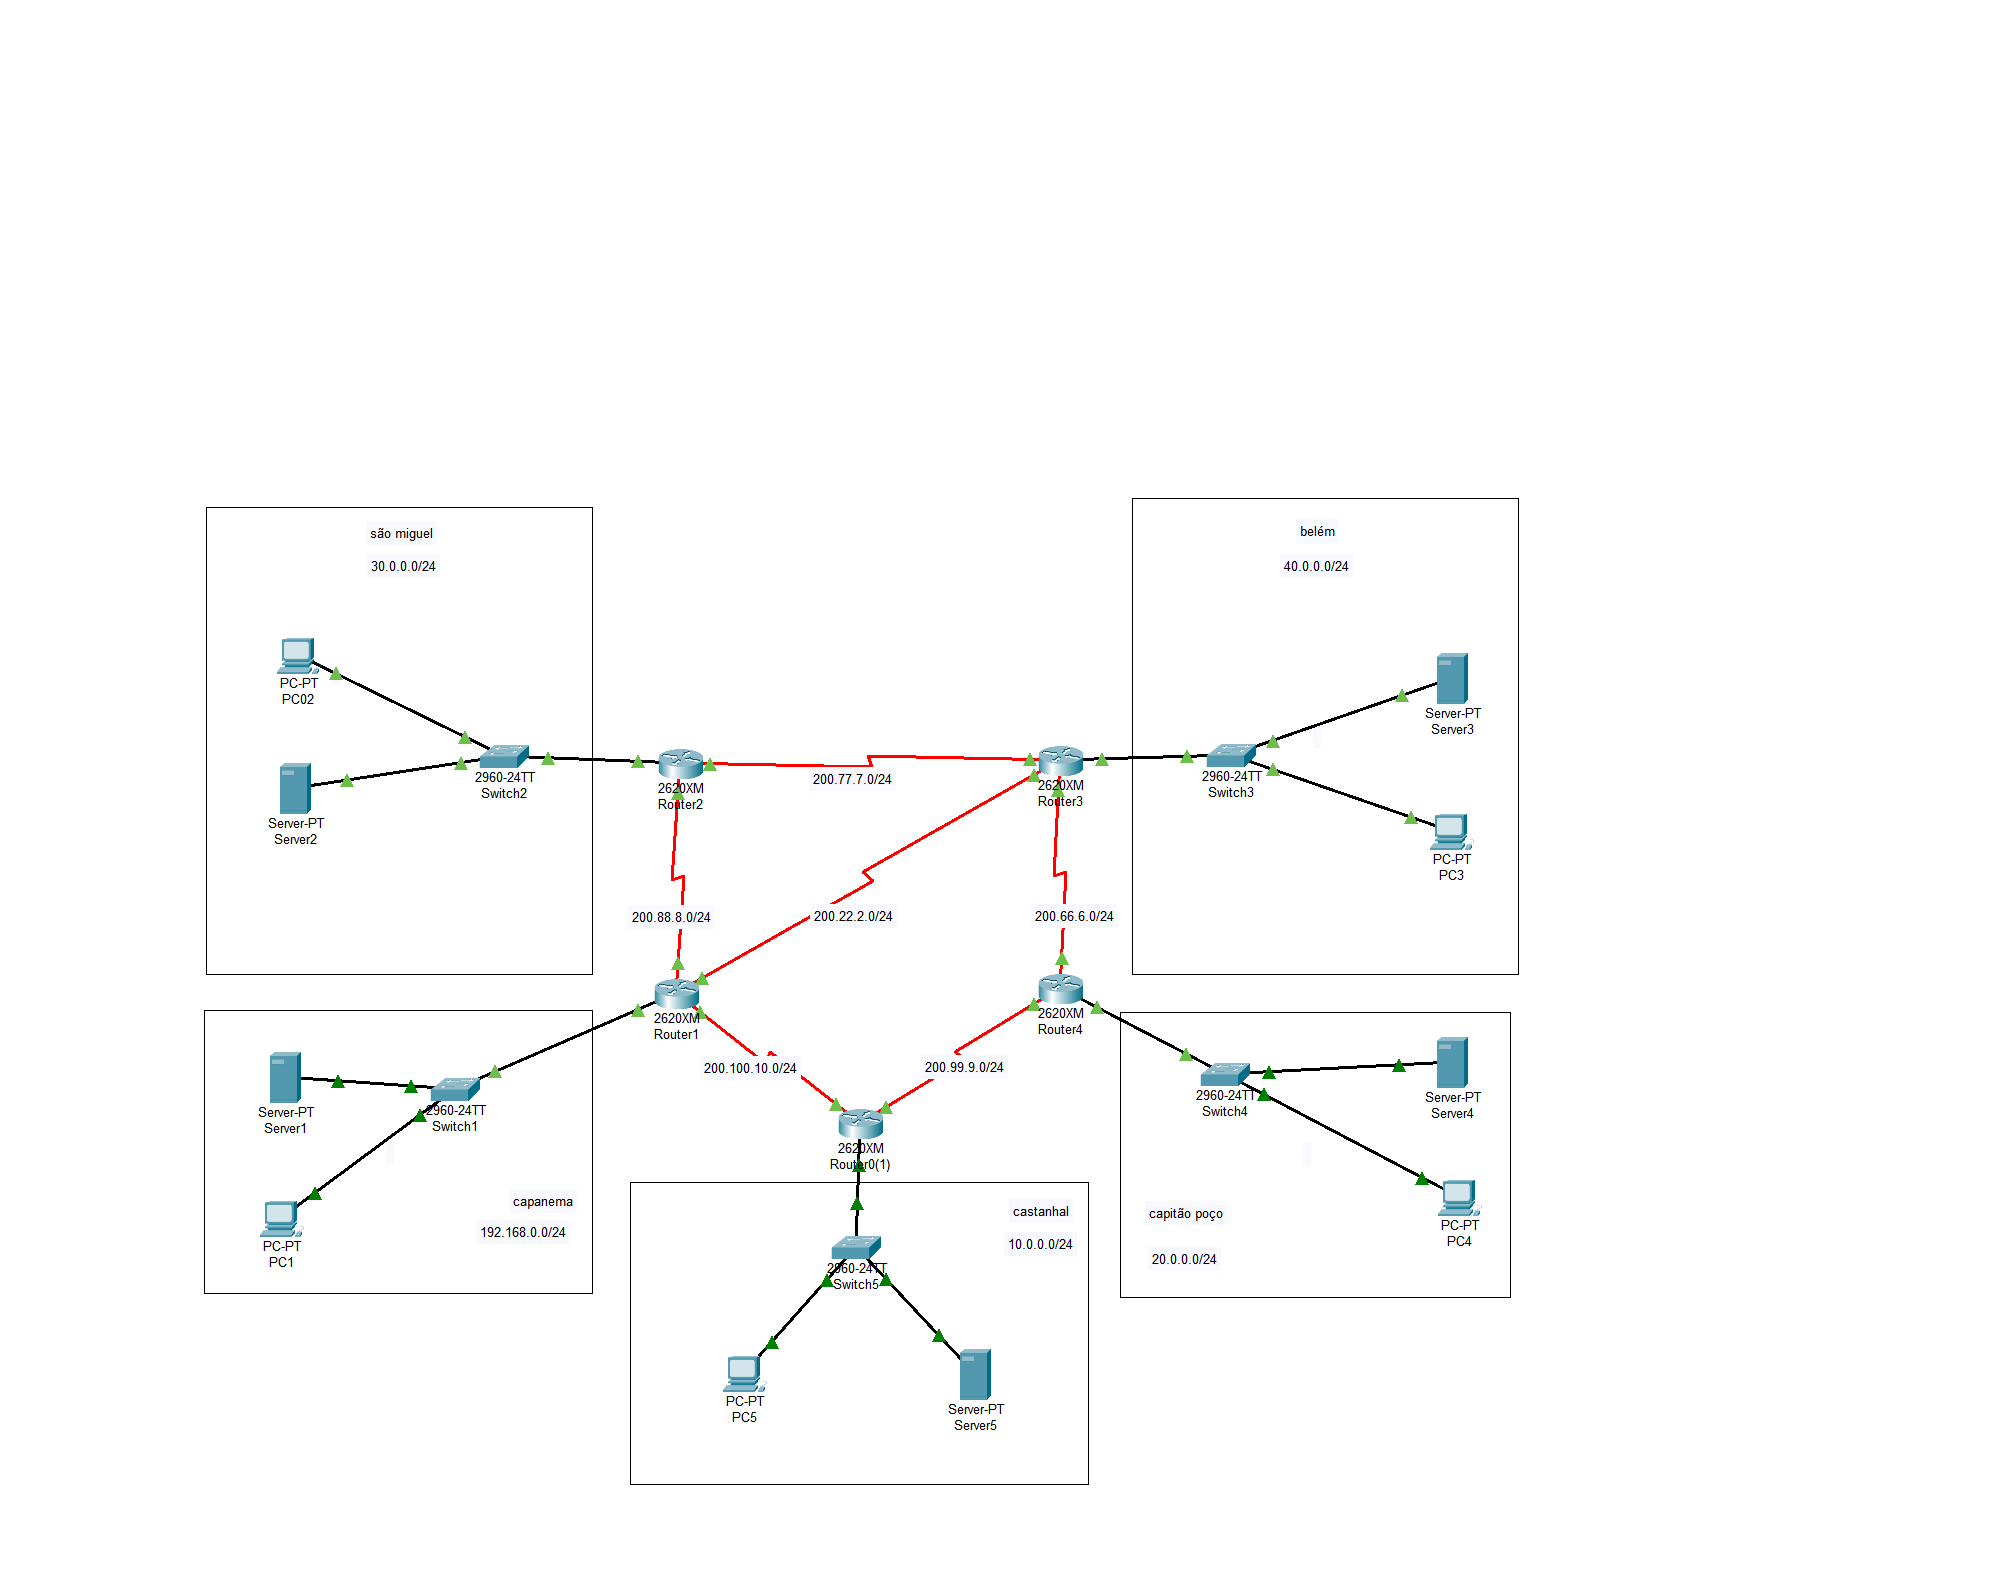 são miguel
30.0.0.0/24
PC-PT
PC02
Server-PT
Server2
2960-24TT
Switch2
2620XM
Router2
200.77.7.0/24
2620XM
Router3
belém
40.0.0.0/24
Server-PT
Server3
2960-24TT
Switch3
PC-PT
PC3
200.88.8.0/24
200.22.2.0/24
200.66.6.0/24
2620XM
Router1
2620XM
Router4
200.100.10.0/24
200.99.9.0/24
Server-PT
Server1
2960-24TT
Switch1
capanema
192.168.0.0/24
PC-PT
PC1
2620XM
Router0(1)
castanhal
10.0.0.0/24
2960-24TT
Switch5
PC-PT
PC5
Server-PT
Server5
2960-24TT
Switch4
Server-PT
Server4
capitão poço
20.0.0.0/24
PC-PT
PC4